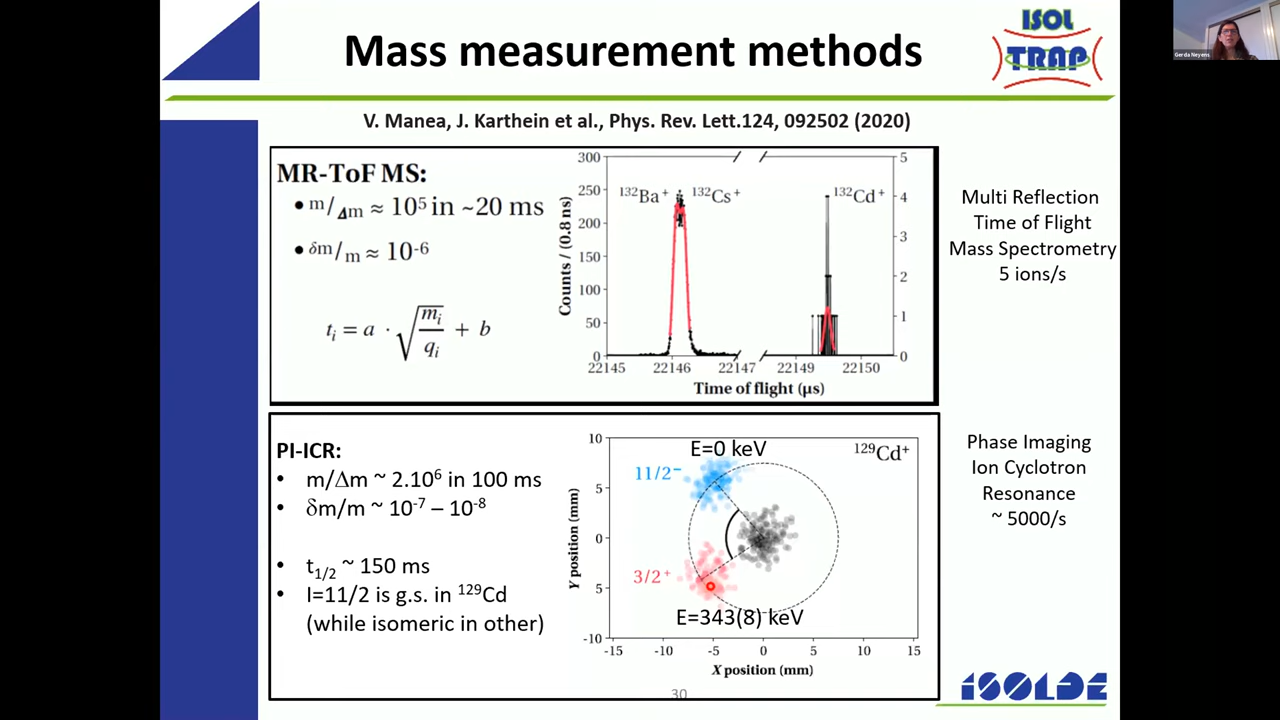 Mass measurement methods
ISOL
TRAP
Gerda Neyens
V. Manea, J. Karthein et al., Phys. Rev. Lett.124, 092502 (2020)
MR-ToF MS:
• m/Δm ≈ 10⁵ in ~20 ms
• δm/m ≈ 10⁻⁶
tᵢ = a · √(mᵢ/qᵢ) + b
Counts / (0.8 ns)
300
250
200
150
100
50
0
¹³²Ba⁺
¹³²Cs⁺
¹³²Cd⁺
5
4
3
2
1
0
22145
22146
22147
22149
22150
Time of flight (µs)
Multi Reflection
Time of Flight
Mass Spectrometry
5 ions/s
PI-ICR:
• m/Δm ~ 2.10⁶ in 100 ms
• δm/m ~ 10⁻⁷ – 10⁻⁸
• t₁/₂ ~ 150 ms
• I=11/2 is g.s. in ¹²⁹Cd
(while isomeric in other)
Y position (mm)
10
5
0
5
-10
E=0 keV
¹²⁹Cd⁺
11/2⁻
3/2⁺
E=343(8) keV
-15
-10
-5
0
5
10
15
X position (mm)
Phase Imaging
Ion Cyclotron
Resonance
~ 5000/s
30
ISOLDE